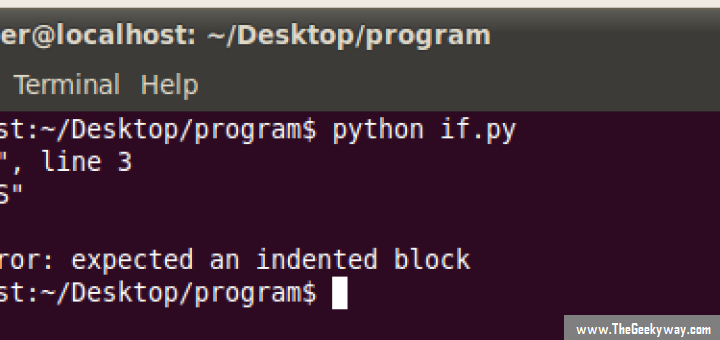 er@localhost: ~/Desktop/program
Terminal Help
st:~/Desktop/program$ python if.py
", line 3
S"
ror: expected an indented block
st:~/Desktop/program$
www.TheGeekyway.com